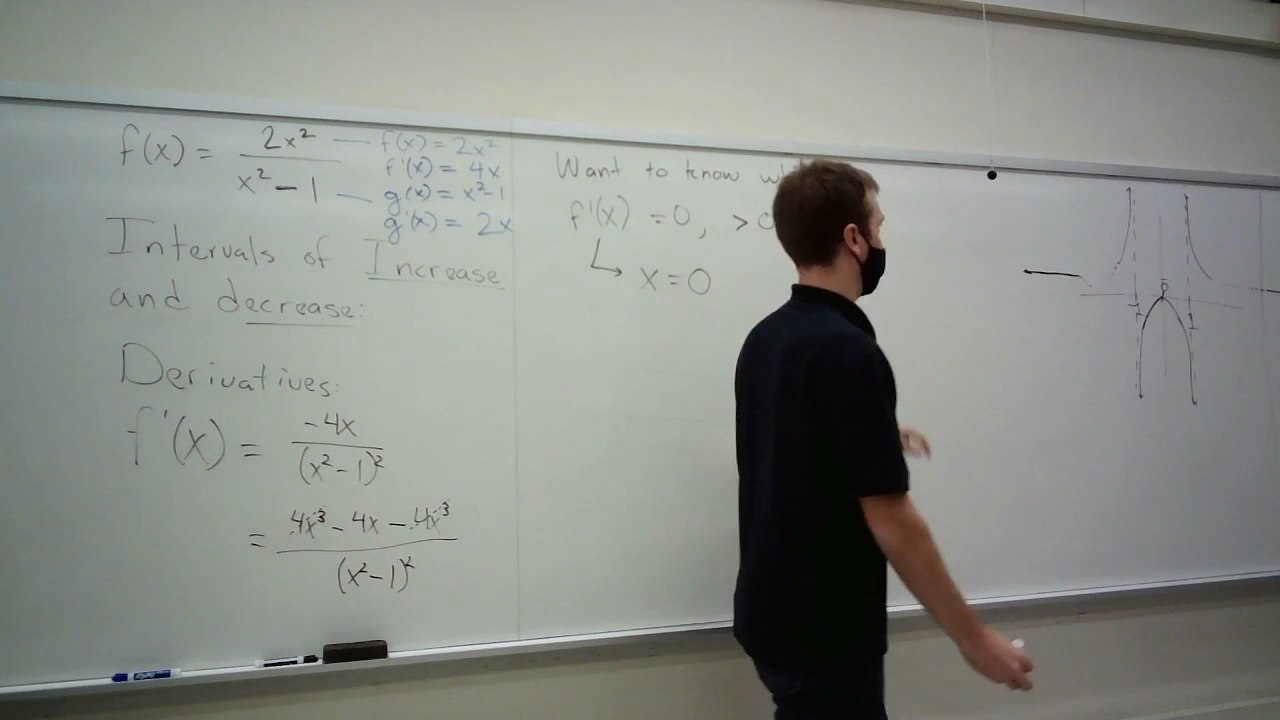 f(x) = 2x² / x² - 1
f(x) = 2x²
f'(x) = 4x
g(x) = x²-1
g'(x) = 2x
Intervals of Increase
and decrease:
Derivatives:
f'(x) = -4x / (x² - 1)²
= 4x³ - 4x - 4x³ / (x² - 1)²
Want to know
f'(x) = 0, >
↳ x = 0
-1 0 1